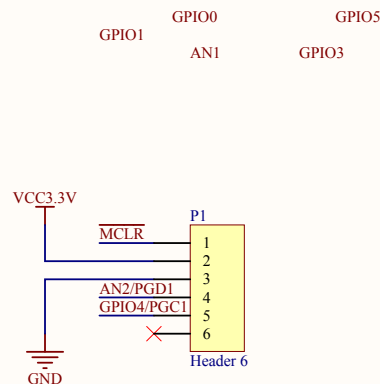 GPIO0 GPIO5
GPIO1
AN1 GPIO3
VCC3.3V
P1
MCLR 1
2
3
AN2/PGD1 4
GPIO4/PGC1 5
6
Header 6
GND